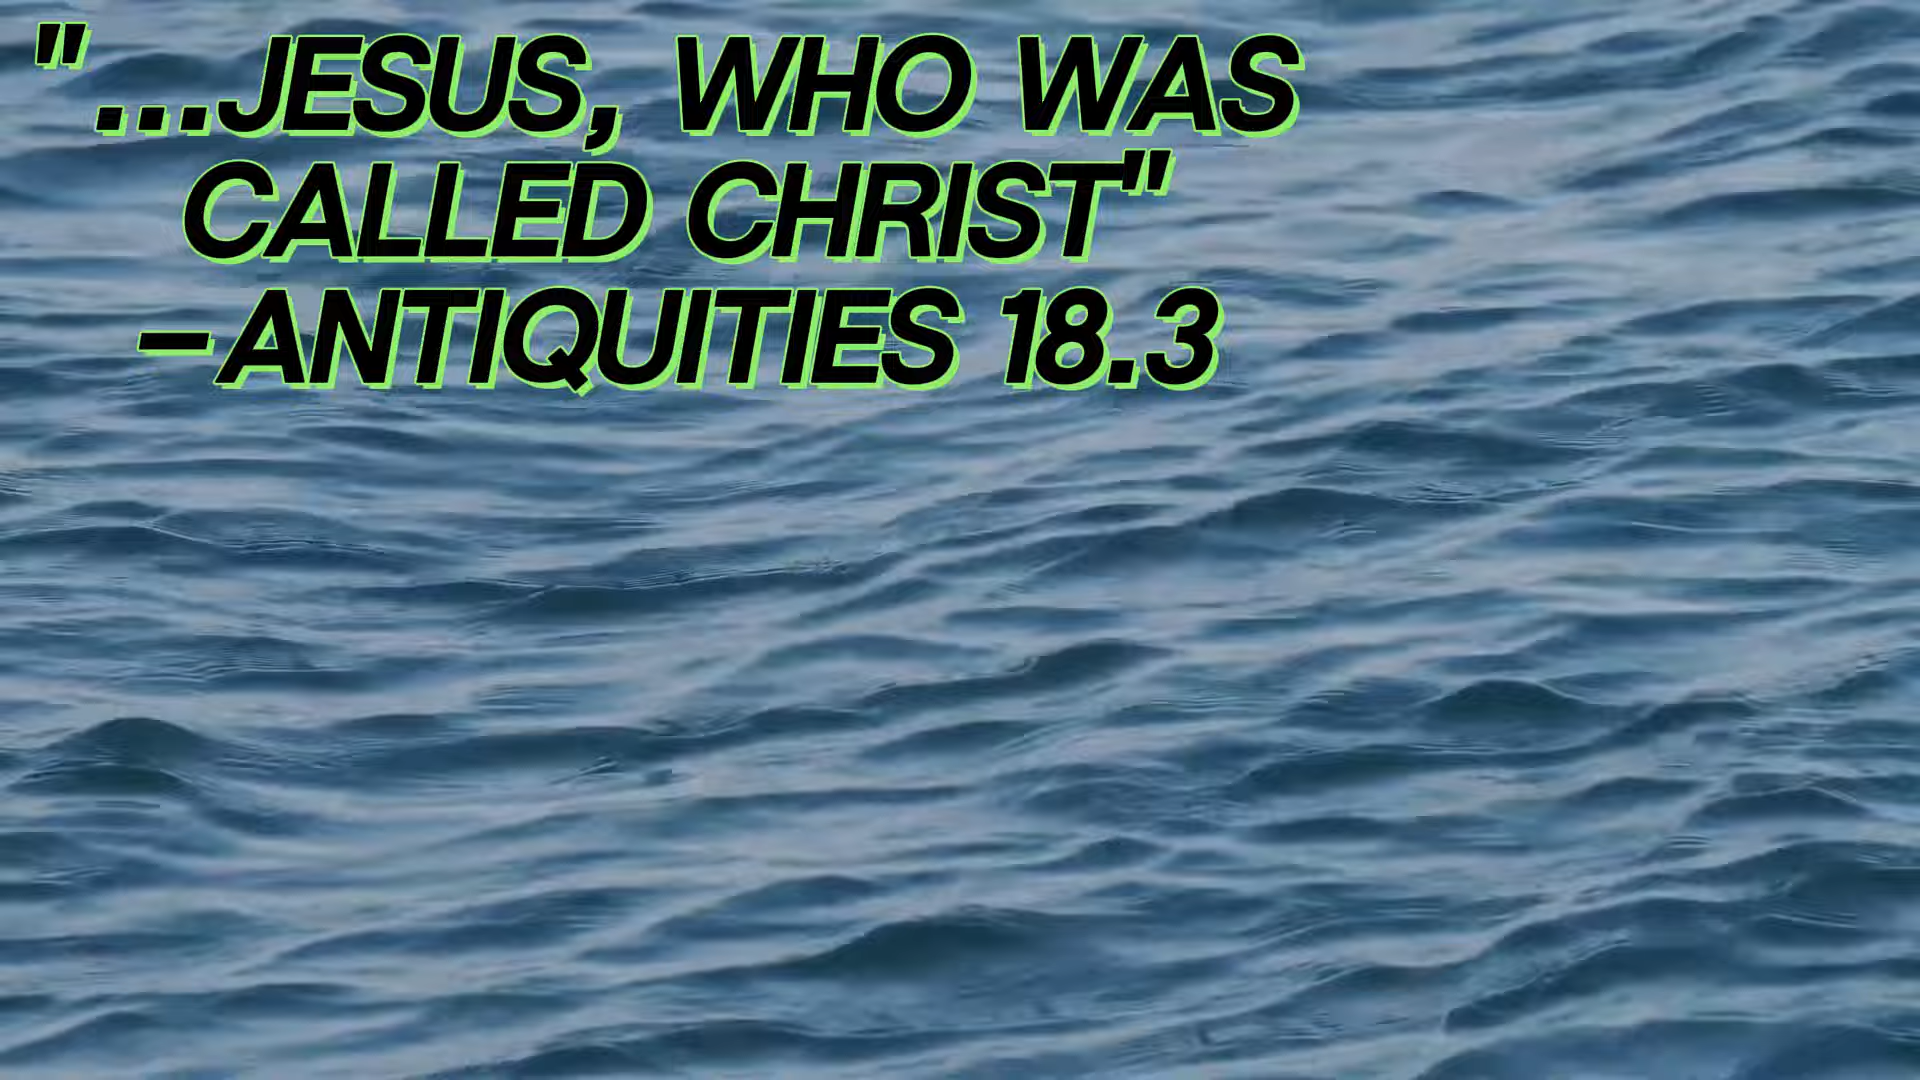 "...JESUS, WHO WAS
CALLED CHRIST"
–ANTIQUITIES 18.3